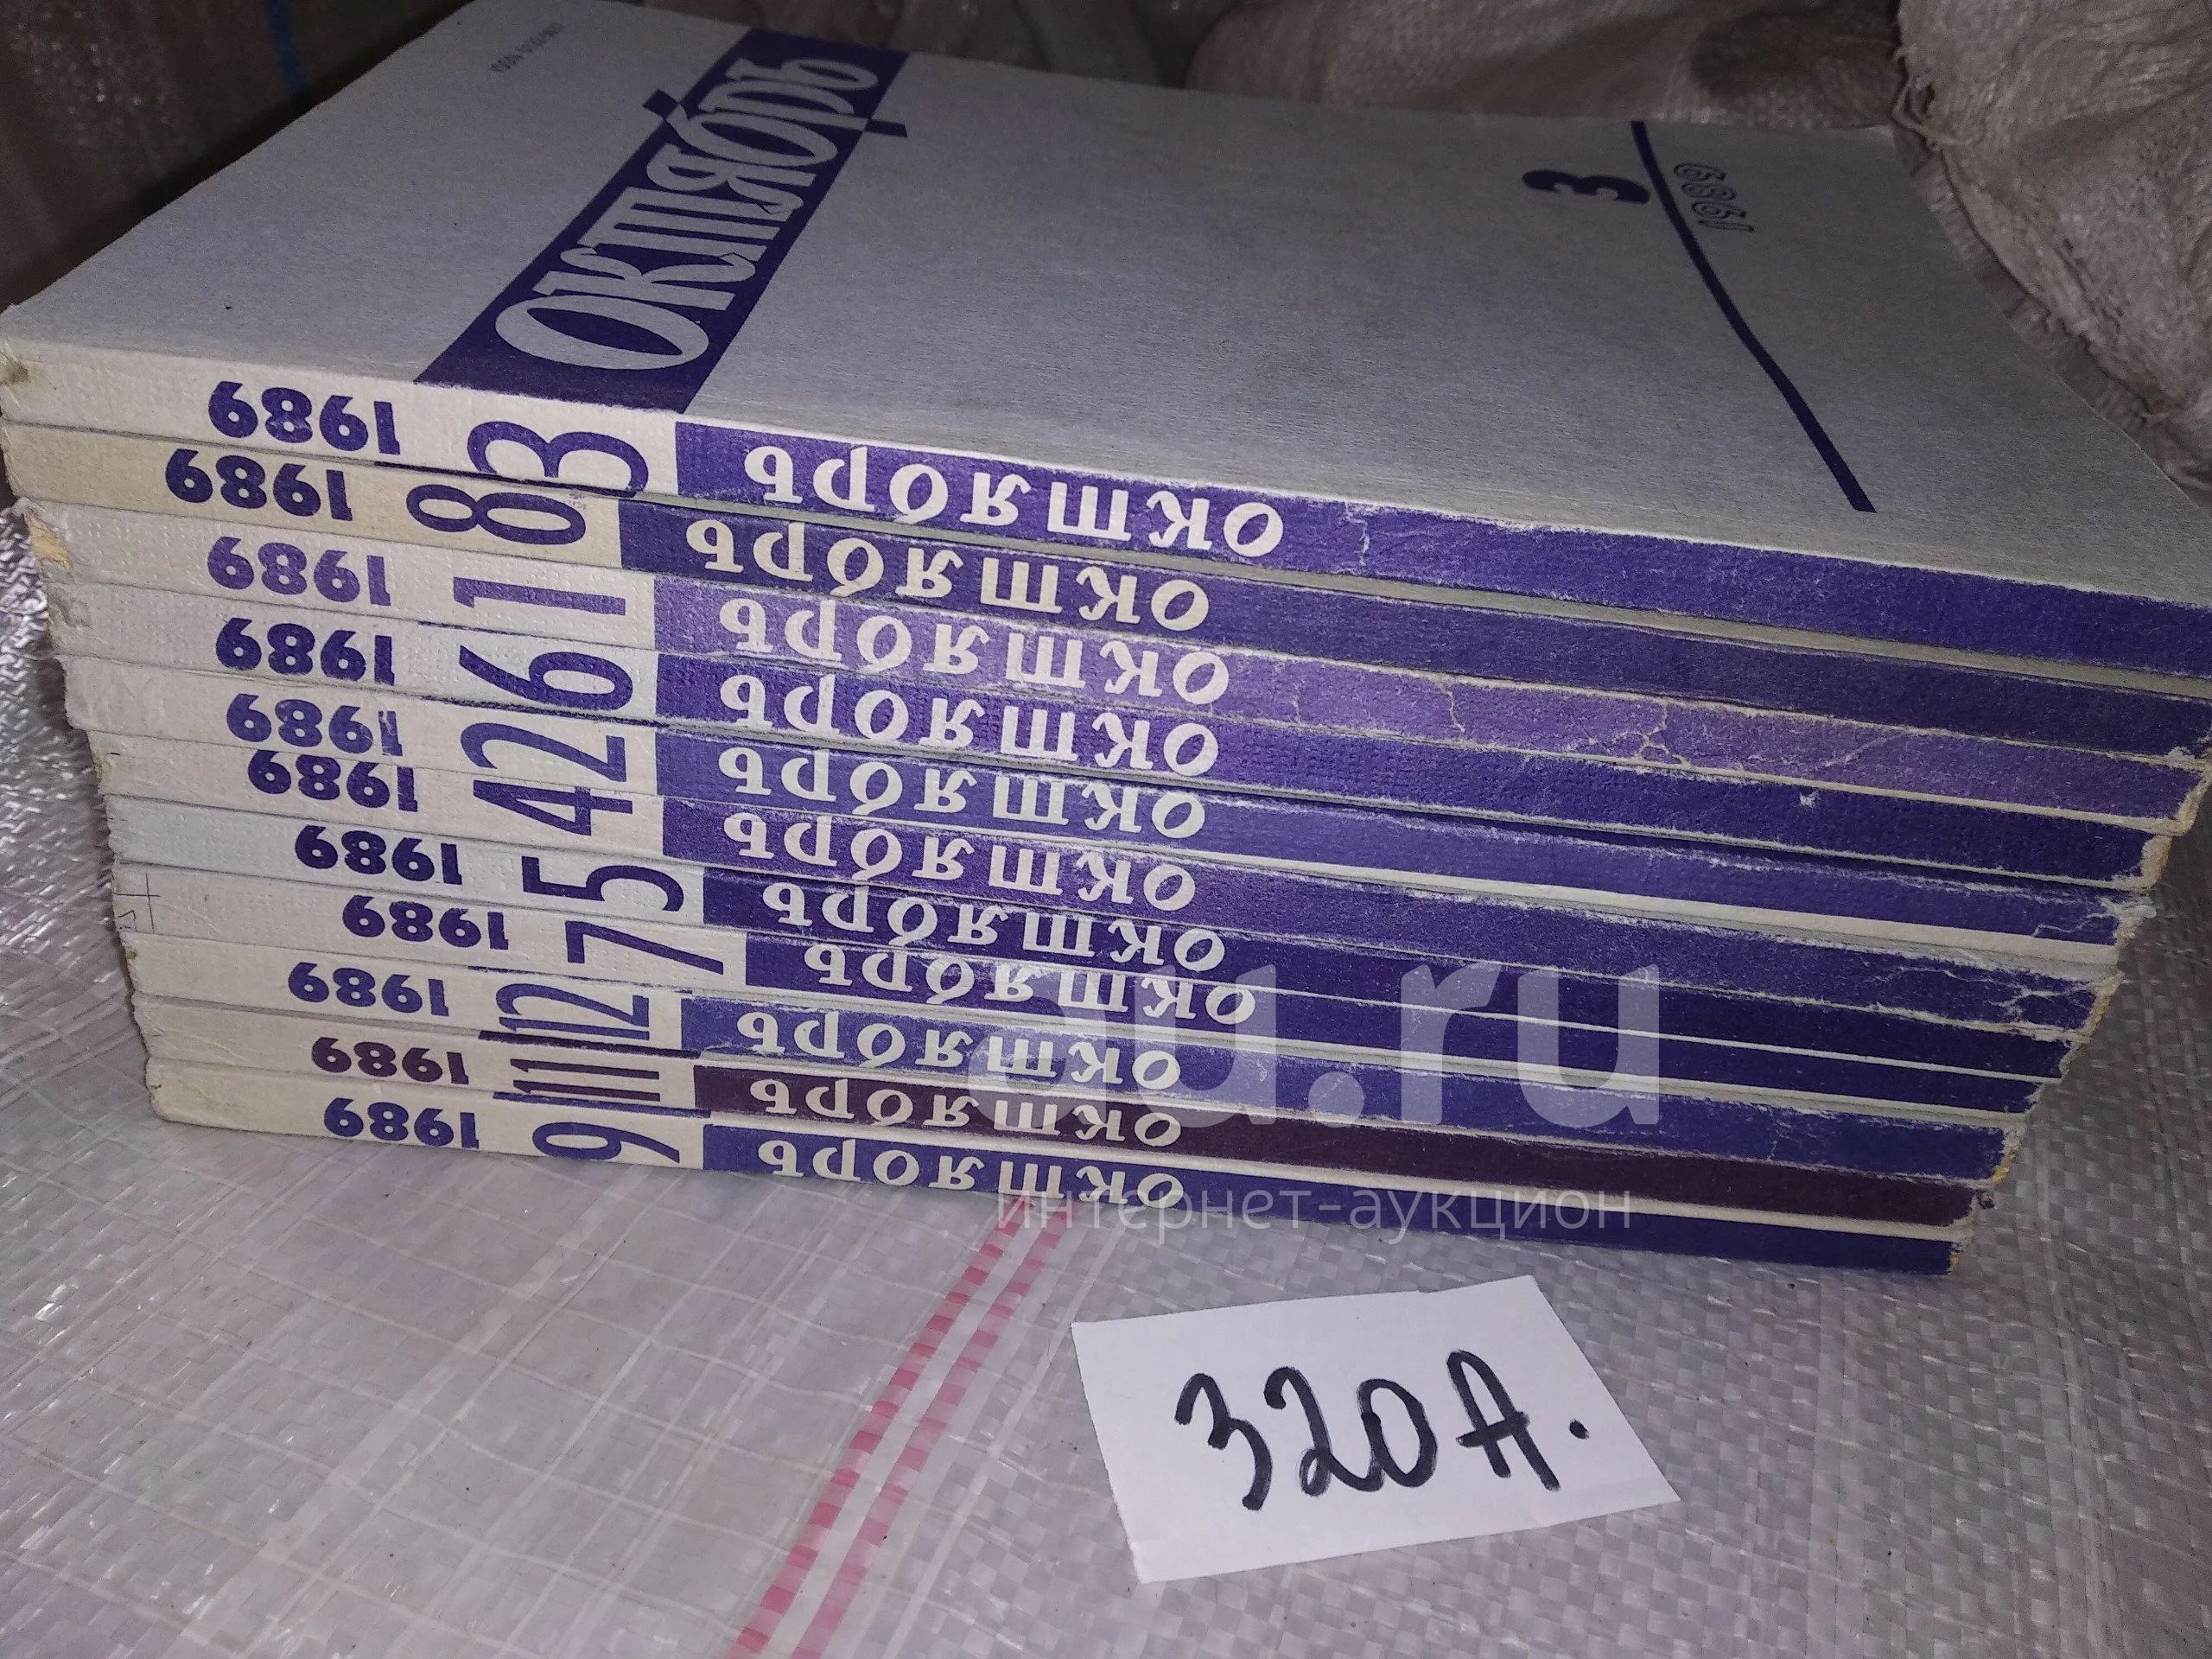 октябрь
3
1989
1989 3 октябрь
1989 8 октябрь
1989 1 октябрь
1989 6 октябрь
1989 2 октябрь
1989 4 октябрь
1989 5 октябрь
1989 7 октябрь
1989 12 октябрь
1989 11 октябрь
1989 9 октябрь
au.ru
интернет-аукцион
320А.